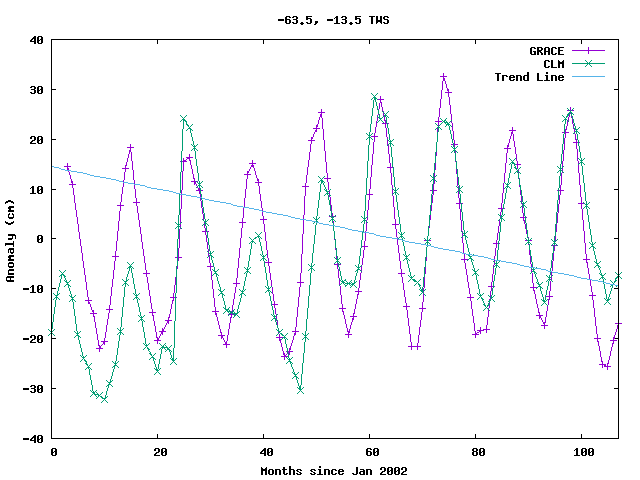 -63.5, -13.5 TWS
GRACE
CLM
Trend Line
Anomaly (cm)
40
30
20
10
0
-10
-20
-30
-40
0 20 40 60 80 100
Months since Jan 2002